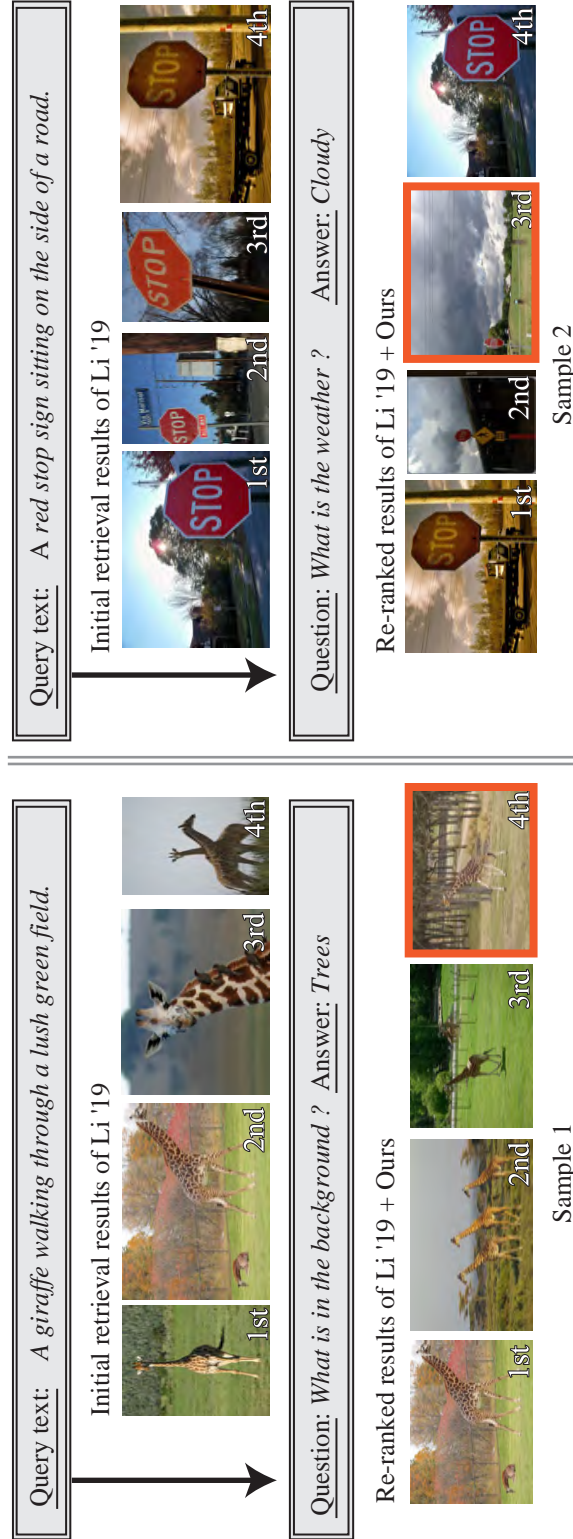 Query text: A giraffe walking through a lush green field.
Initial retrieval results of Li '19
1st
2nd
3rd
4th
Question: What is in the background ? Answer: Trees
Re-ranked results of Li '19 + Ours
1st
2nd
3rd
4th
Sample 1
Query text: A red stop sign sitting on the side of a road.
Initial retrieval results of Li '19
STOP
1st
STOP
2nd
STOP
3rd
STOP
4th
Question: What is the weather ? Answer: Cloudy
Re-ranked results of Li '19 + Ours
STOP
1st
2nd
3rd
STOP
4th
Sample 2